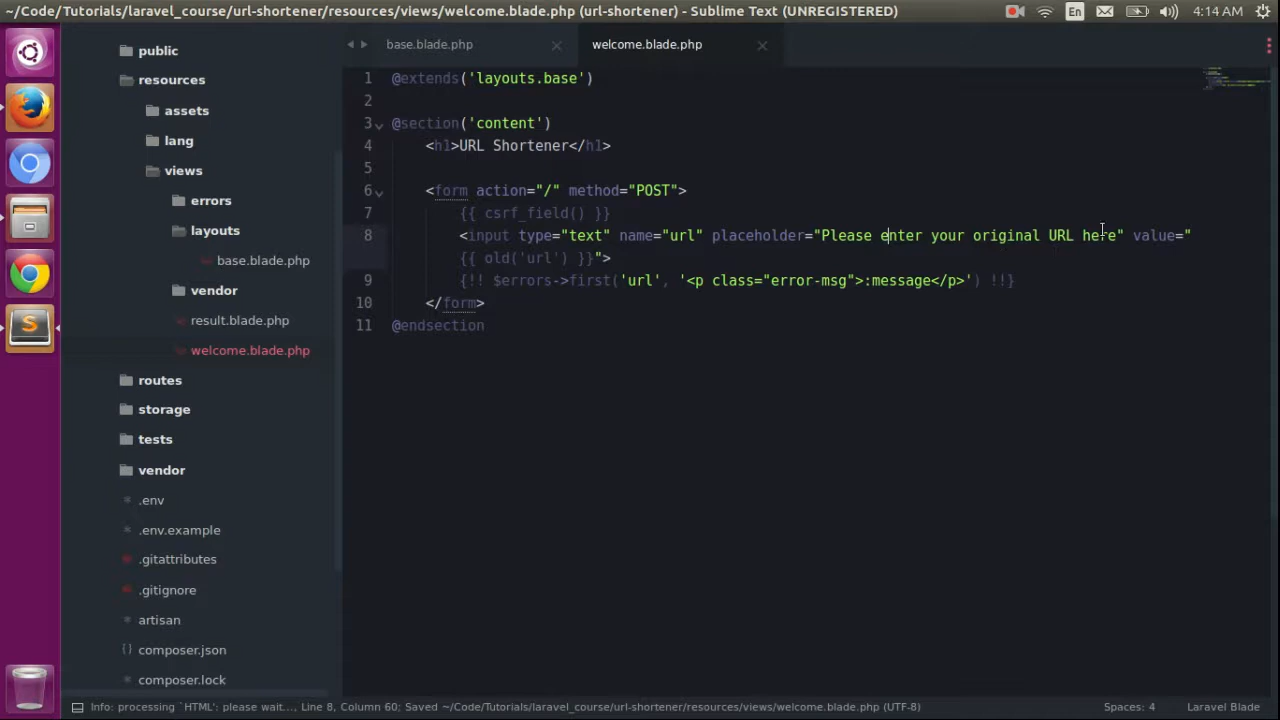 ~/Code/Tutorials/laravel_course/url-shortener/resources/views/welcome.blade.php (url-shortener) - Sublime Text (UNREGISTERED)
En
4:14 AM
public
resources
assets
lang
views
errors
layouts
base.blade.php
vendor
result.blade.php
welcome.blade.php
routes
storage
tests
vendor
.env
.env.example
.gitattributes
.gitignore
artisan
composer.json
composer.lock
base.blade.php
welcome.blade.php
1 @extends('layouts.base')
2
3 @section('content')
4 <h1>URL Shortener</h1>
5
6 <form action="/" method="POST">
7 {{ csrf_field() }}
8 <input type="text" name="url" placeholder="Please enter your original URL here" value="
{{ old('url') }}">
9 {!! $errors->first('url', '<p class="error-msg">:message</p>') !!}
10 </form>
11 @endsection
Info: processing `HTML': please wait..., Line 8, Column 60; Saved ~/Code/Tutorials/laravel_course/url-shortener/resources/views/welcome.blade.php (UTF-8)
Spaces: 4
Laravel Blade